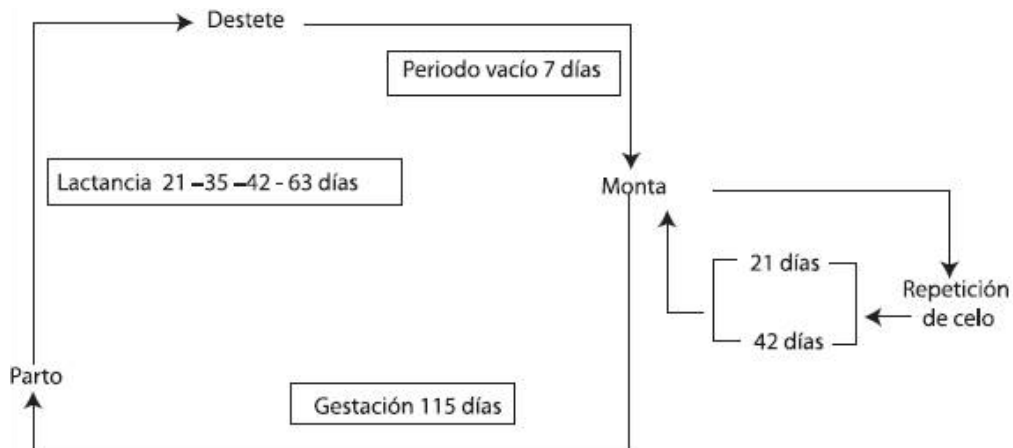 Destete
Periodo vacío 7 días
Lactancia 21 –35 –42 - 63 días
Monta
21 días
Repetición
de celo
42 días
Parto
Gestación 115 días